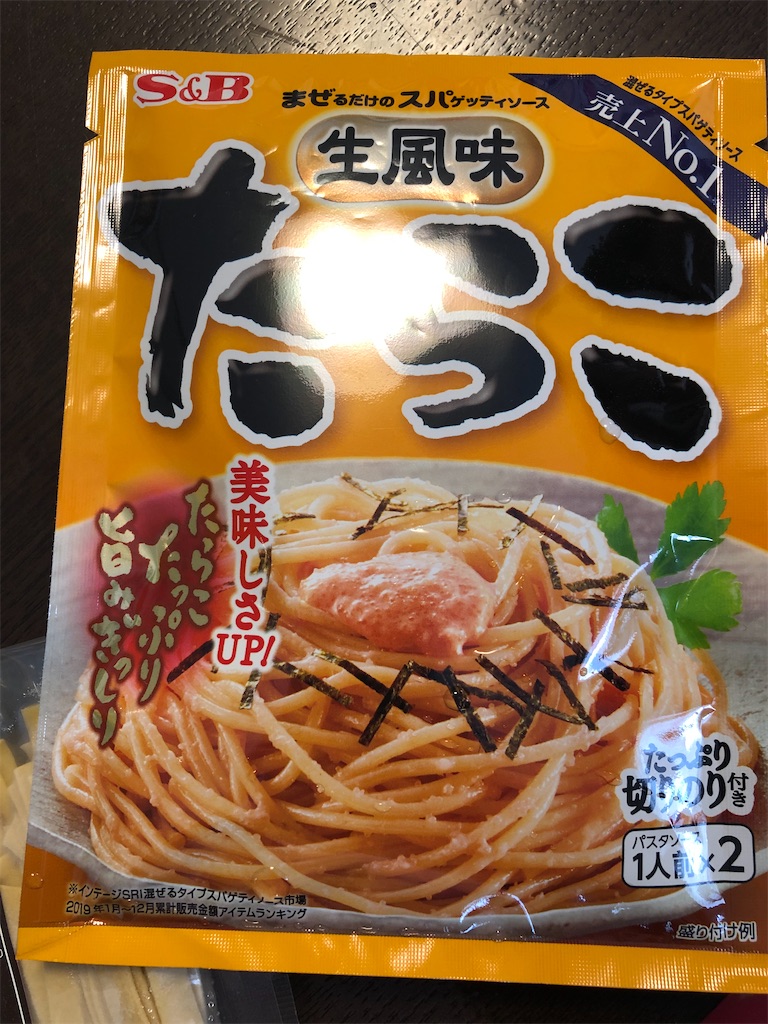 S&B
まぜるだけのスパゲッティソース
混ぜるタイプスパゲティソース
売上No.1
生風味
たらこ
美味しさUP!
たらこ
たっぷり
旨みぎっしり
たっぷり
切りのり付き
パスタソース
1人前×2
※インテージSRI混ぜるタイプスパゲティソース市場
2019年1月~12月累計販売金額アイテムランキング
盛り付け例